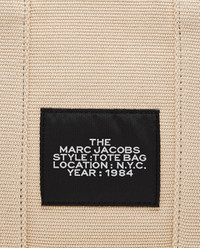 THE
MARC JACOBS
STYLE:TOTE BAG
LOCATION: N.Y.C.
YEAR: 1984